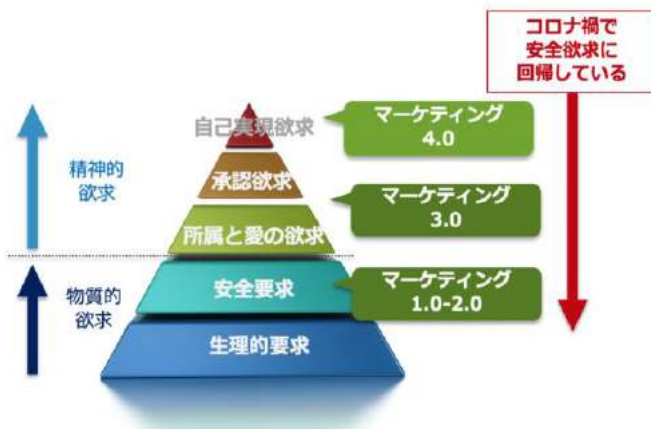 コロナ禍で
安全欲求に
回帰している
自己実現欲求
マーケティング
4.0
精神的
欲求
承認欲求
マーケティング
3.0
所属と愛の欲求
物質的
欲求
安全要求
マーケティング
1.0-2.0
生理的要求